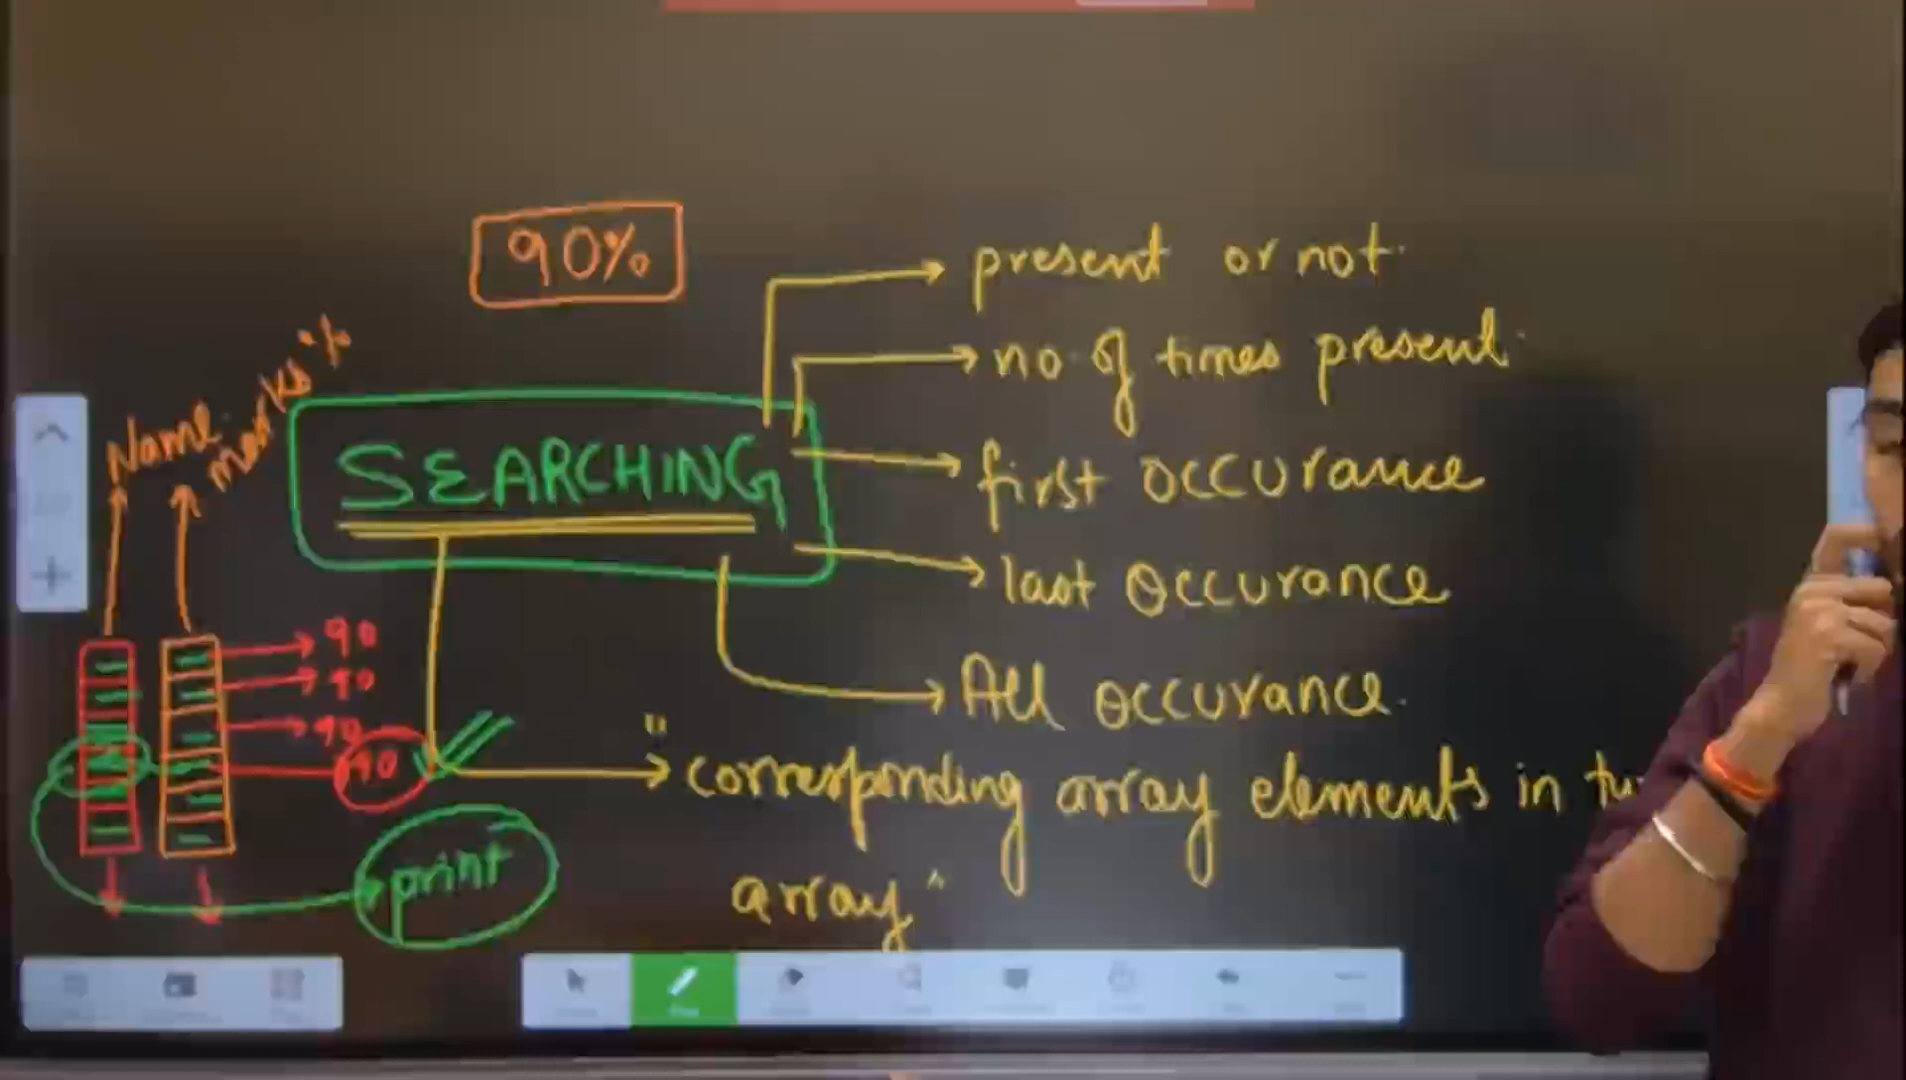 90%
present or not.
no. of times present.
Name.
marks %
SEARCHING
first occurance
last occurance
90
90
90
90
All occurance.
"corresponding array elements in
array"
print